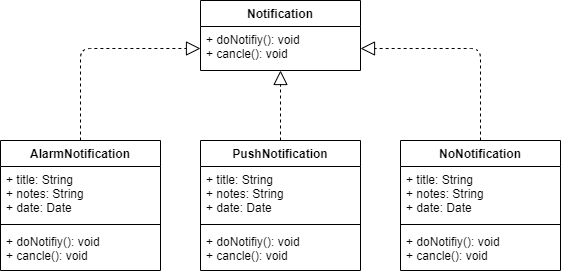 Notification
+ doNotifiy(): void
+ cancle(): void
AlarmNotification
+ title: String
+ notes: String
+ date: Date
+ doNotifiy(): void
+ cancle(): void
PushNotification
+ title: String
+ notes: String
+ date: Date
+ doNotifiy(): void
+ cancle(): void
NoNotification
+ title: String
+ notes: String
+ date: Date
+ doNotifiy(): void
+ cancle(): void